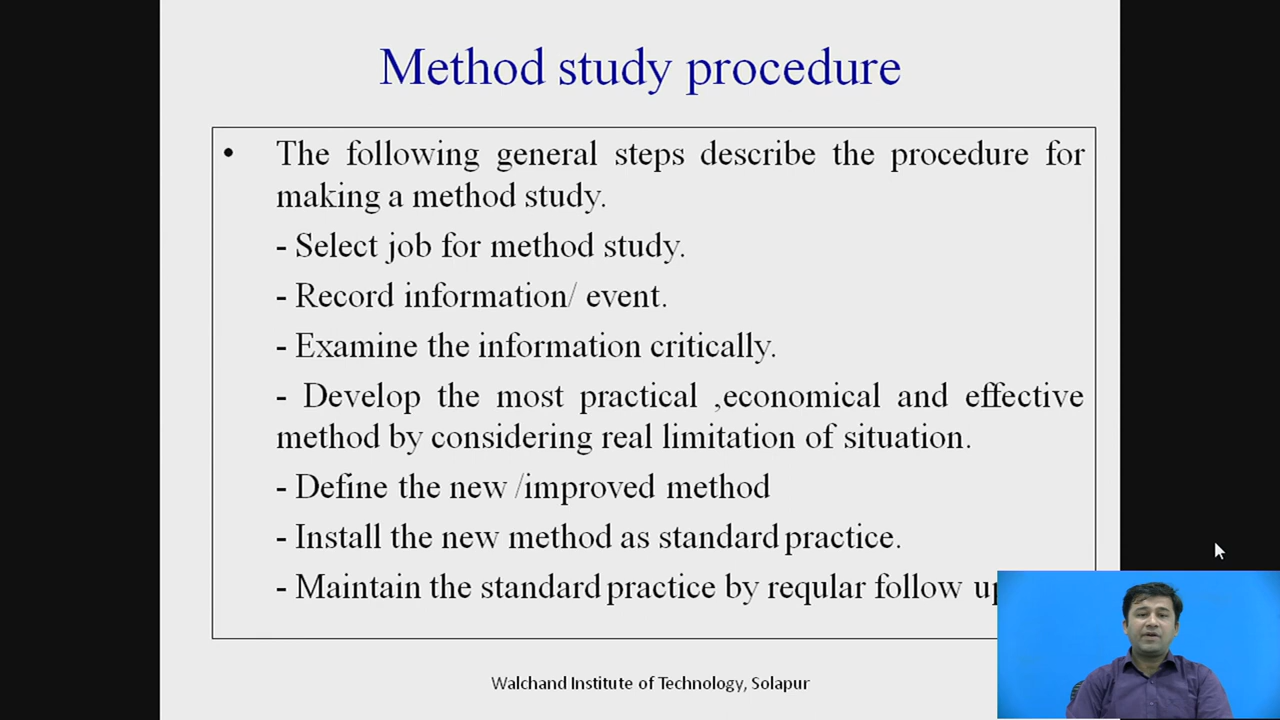 Method study procedure
• The following general steps describe the procedure for
making a method study.
- Select job for method study.
- Record information/ event.
- Examine the information critically.
- Develop the most practical ,economical and effective
method by considering real limitation of situation.
- Define the new /improved method
- Install the new method as standard practice.
- Maintain the standard practice by reqular follow
Walchand Institute of Technology, Solapur